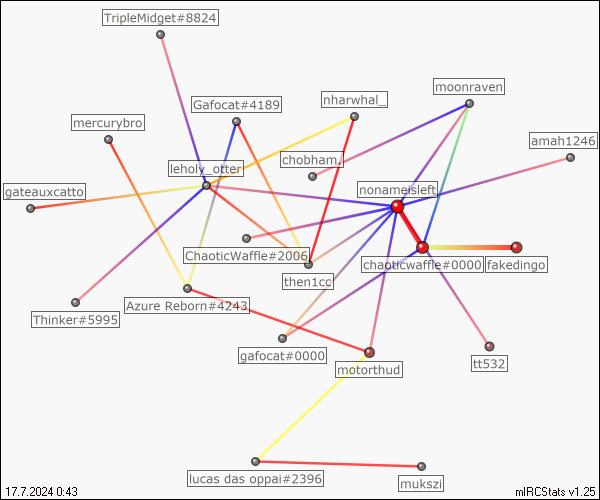 TripleMidget#8824
moonraven
nharwhal_
Gafocat#4189
mercurybro
amah1246
chobham
leholy_otter
nonameisleft
gateauxcatto
ChaoticWaffle#2006
chaoticwaffle#0000
fakedingo
then1cc
Azure Reborn#4243
Thinker#5995
gafocat#0000
motorthud
tt532
lucas das oppai#2396
mukszi
17.7.2024 0:43
mIRCStats v1.25